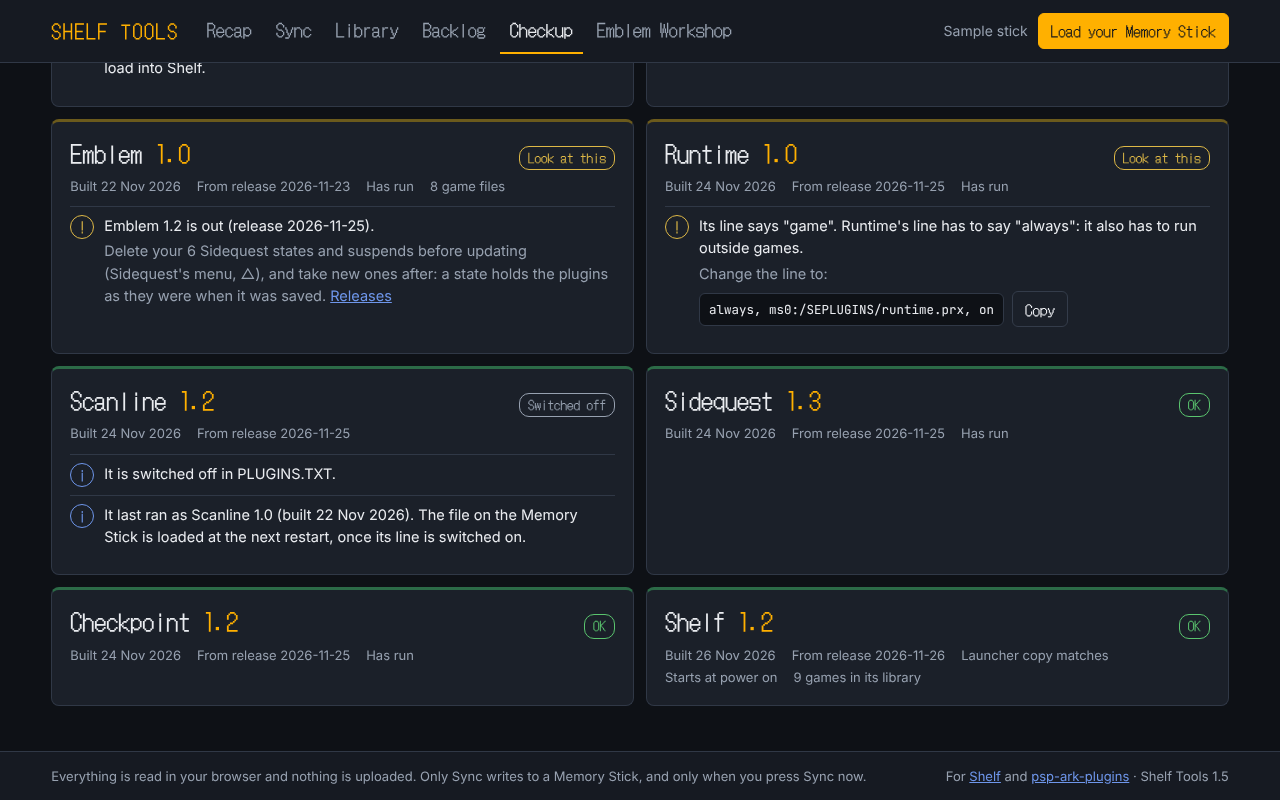 SHELF TOOLS Recap Sync Library Backlog Checkup Emblem Workshop Sample stick Load your Memory Stick
load into Shelf.
Emblem 1.0 Look at this
Built 22 Nov 2026 From release 2026-11-23 Has run 8 game files
! Emblem 1.2 is out (release 2026-11-25).
Delete your 6 Sidequest states and suspends before updating
(Sidequest's menu, △), and take new ones after: a state holds the plugins
as they were when it was saved. Releases
Runtime 1.0 Look at this
Built 24 Nov 2026 From release 2026-11-25 Has run
! Its line says "game". Runtime's line has to say "always": it also has to run
outside games.
Change the line to:
always, ms0:/SEPLUGINS/runtime.prx, on Copy
Scanline 1.2 Switched off
Built 24 Nov 2026 From release 2026-11-25
i It is switched off in PLUGINS.TXT.
i It last ran as Scanline 1.0 (built 22 Nov 2026). The file on the Memory
Stick is loaded at the next restart, once its line is switched on.
Sidequest 1.3 OK
Built 24 Nov 2026 From release 2026-11-25 Has run
Checkpoint 1.2 OK
Built 24 Nov 2026 From release 2026-11-25 Has run
Shelf 1.2 OK
Built 26 Nov 2026 From release 2026-11-26 Launcher copy matches
Starts at power on 9 games in its library
Everything is read in your browser and nothing is uploaded. Only Sync writes to a Memory Stick, and only when you press Sync now. For Shelf and psp-ark-plugins · Shelf Tools 1.5